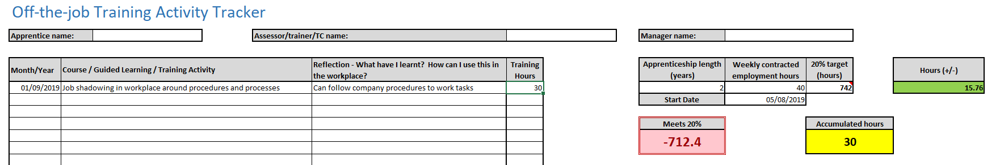 Off-the-job Training Activity Tracker
Apprentice name: Assessor/trainer/TC name: Manager name:
Month/Year Course / Guided Learning / Training Activity Reflection - What have I learnt? How can I use this in the workplace? Training Hours
01/09/2019 Job shadowing in workplace around procedures and processes Can follow company procedures to work tasks 30
Apprenticeship length (years) Weekly contracted employment hours 20% target (hours) Hours (+/-)
2 40 742 15.76
Start Date 05/08/2019
Meets 20% Accumulated hours
-712.4 30